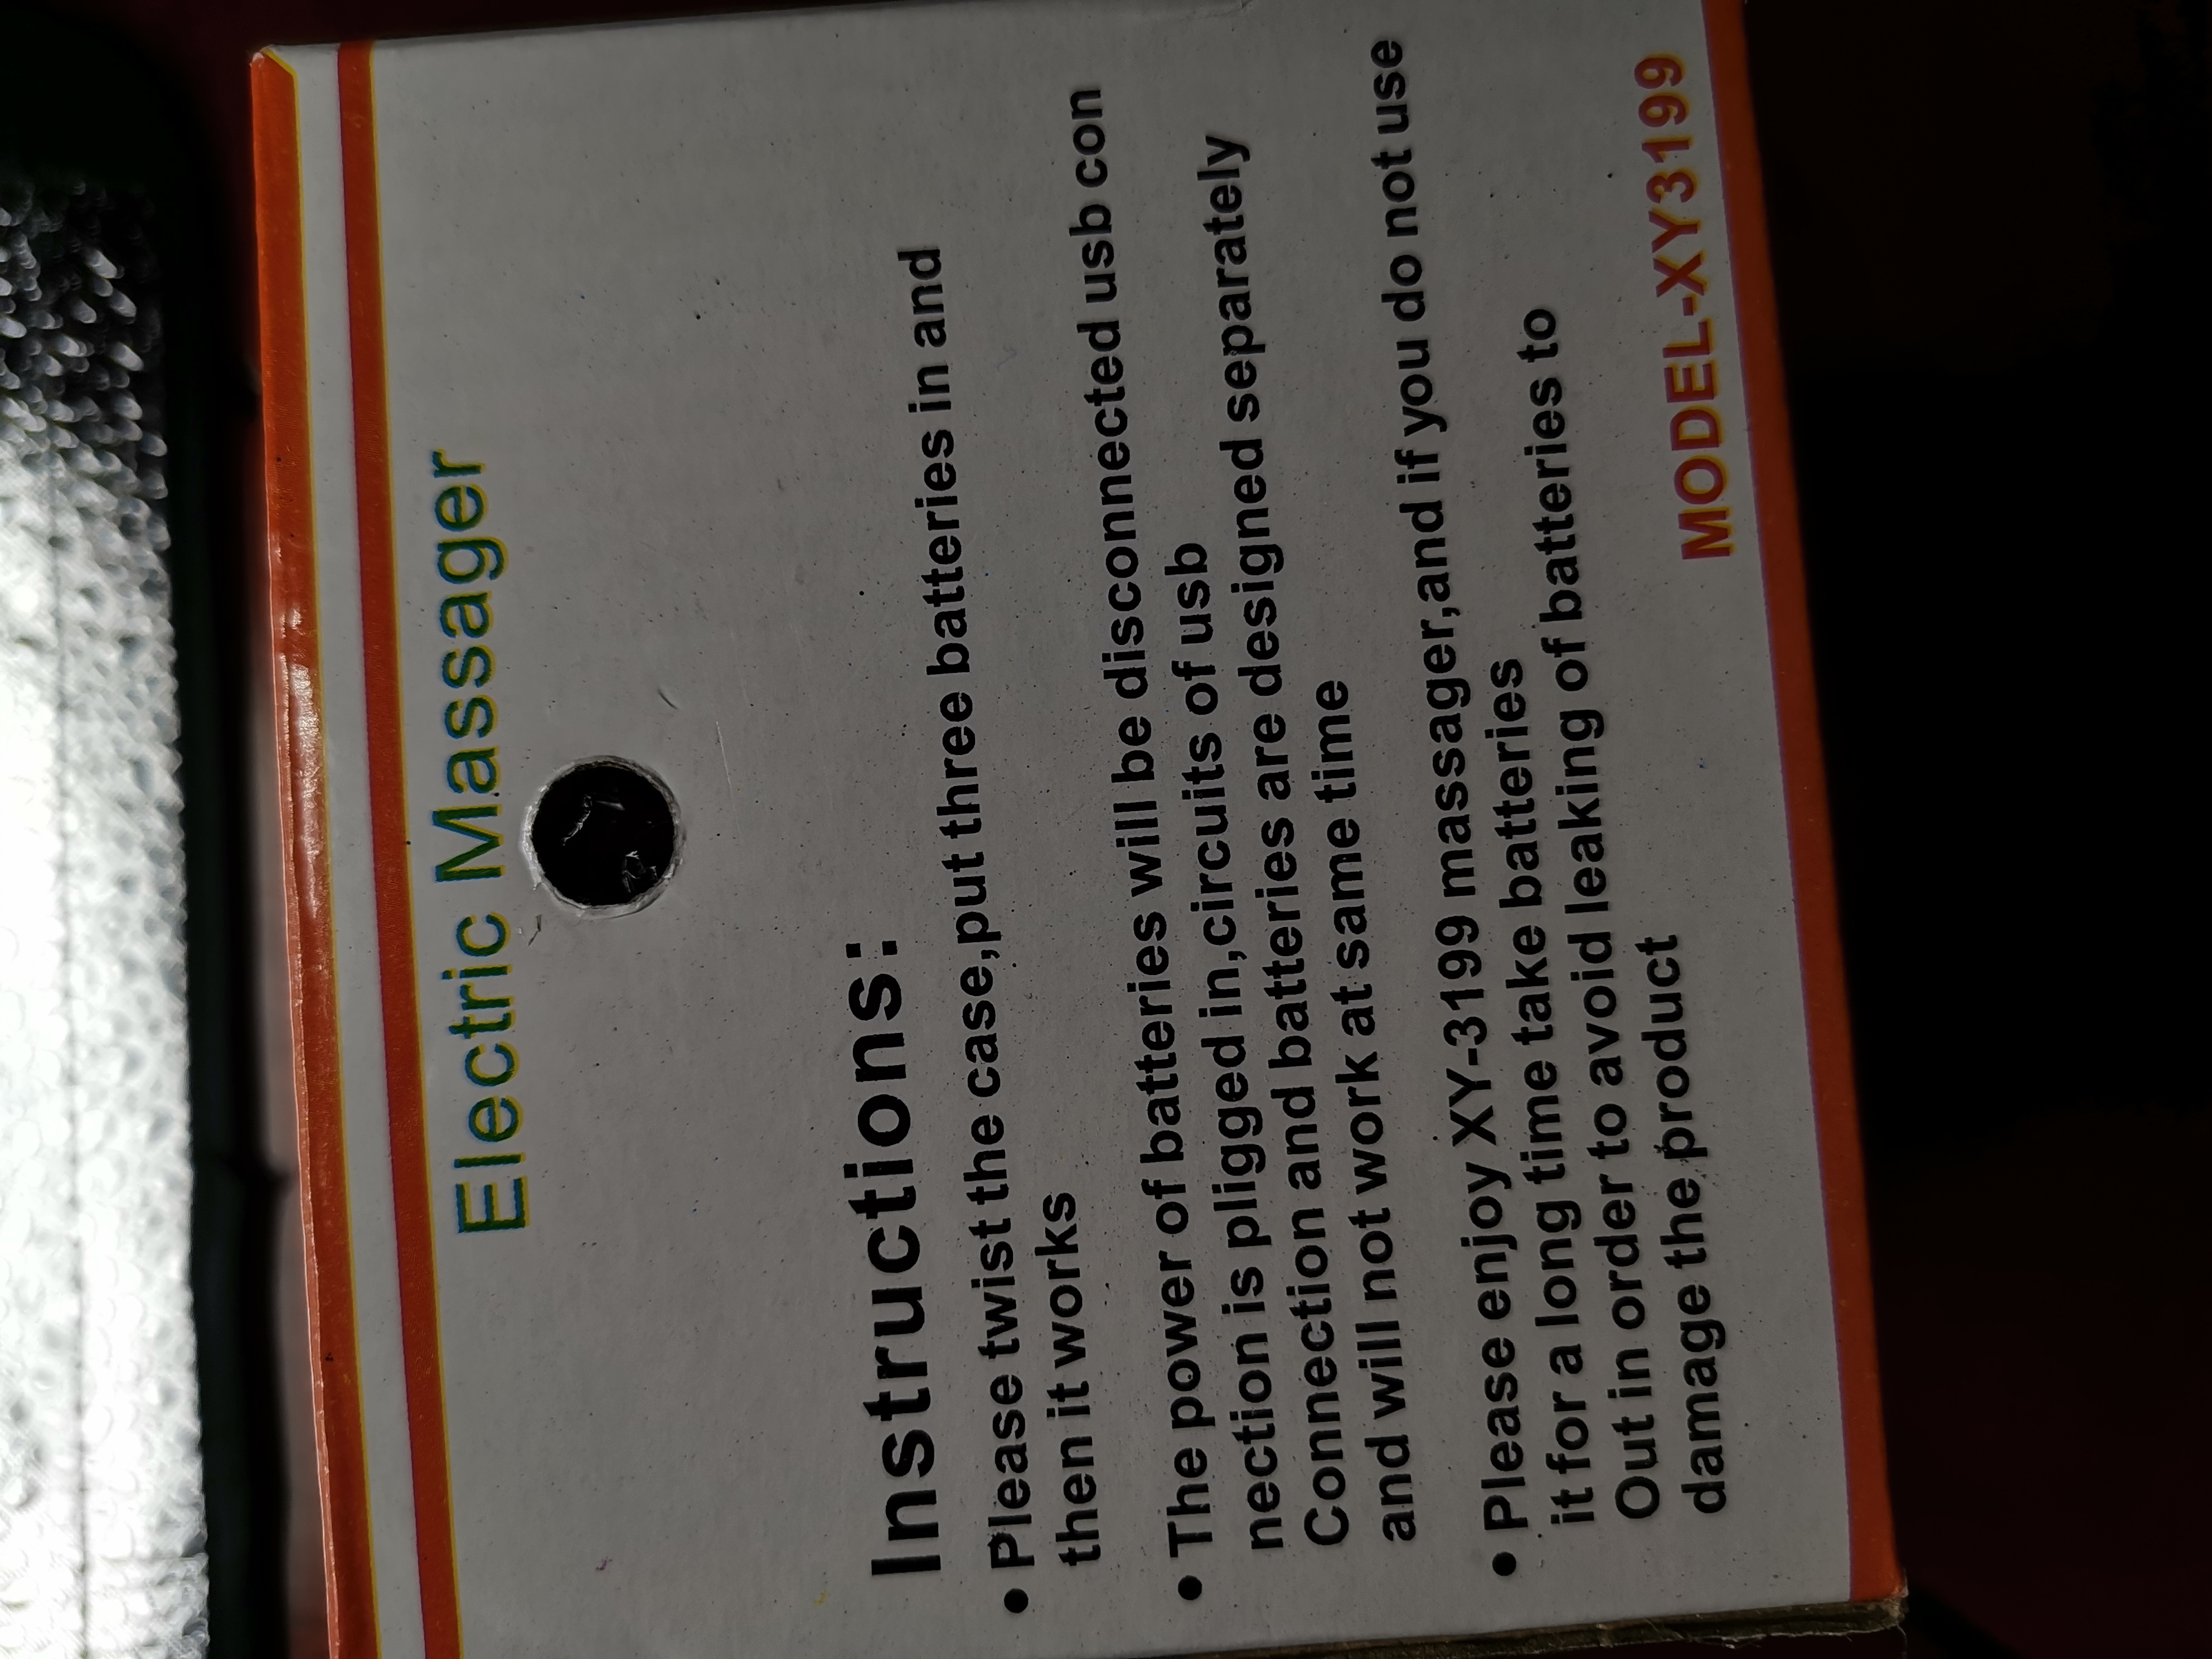 Electric Massager
Instructions:
• Please twist the case,put three batteries in and
then it works
• The power of batteries will be disconnected usb con
nection is pligged in,circuits of usb
Connection and batteries are designed separately
and will not work at same time
• Please enjoy XY-3199 massager,and if you do not use
it for a long time take batteries
Out in order to avoid leaking of batteries to
damage the product
MODEL-XY3199